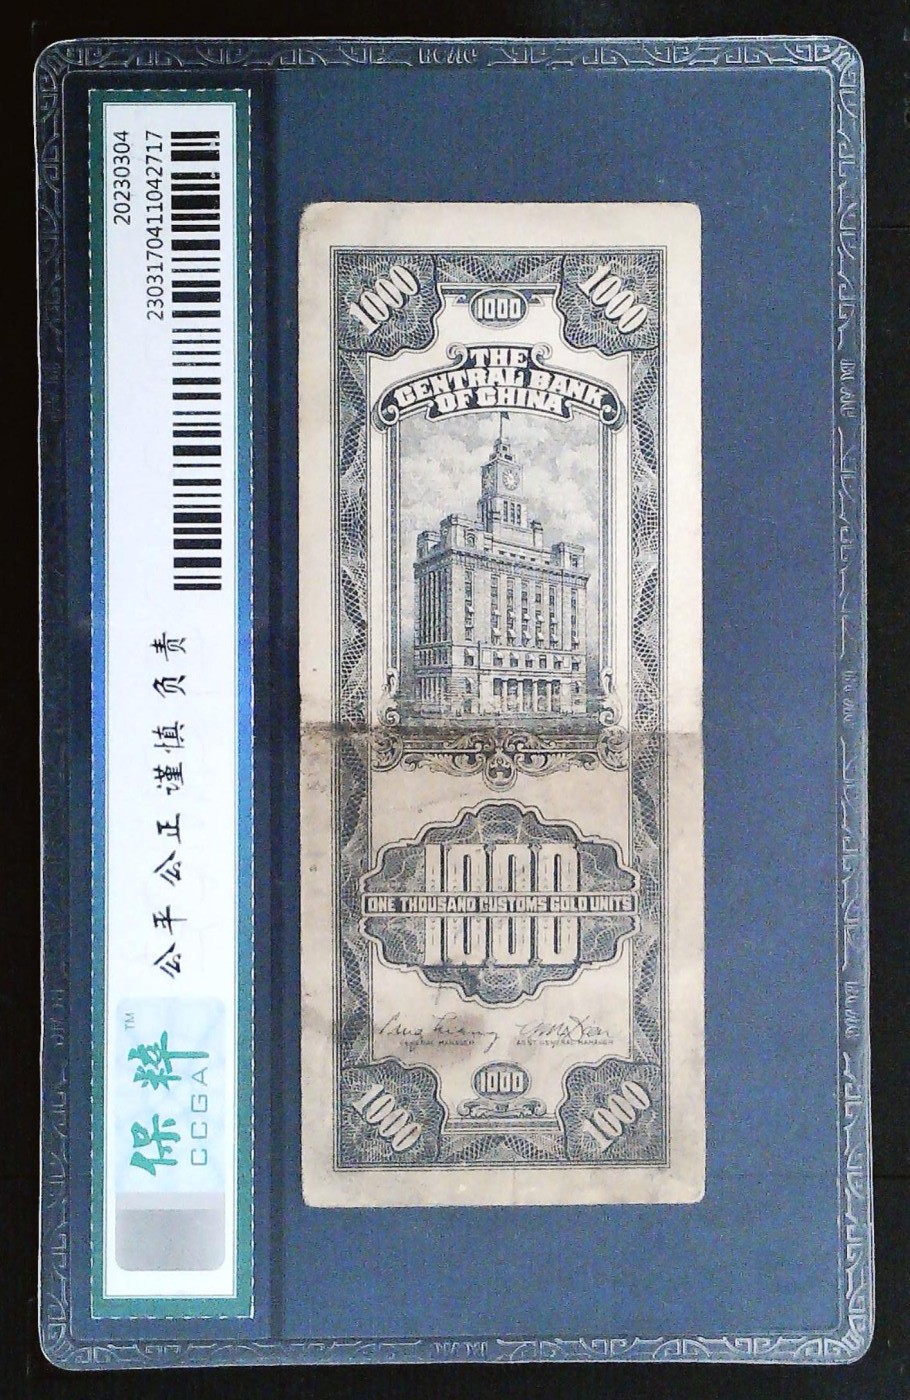 20230304
2303170411042717
公平公正 谨慎负责
保粹
TM
CCGA
1000
1000
1000
THE
CENTRAL BANK
OF CHINA
1000
ONE THOUSAND CUSTOMS GOLD UNITS
1000
GENERAL MANAGER
ASST GENERAL MANAGER
1000
1000
1000